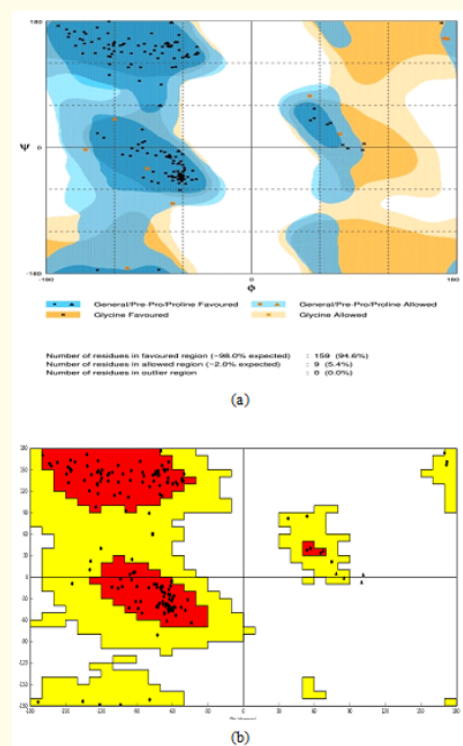 180
Ψ
0
-180
-180 0 180
Φ
General/Pre-Pro/Proline Favoured General/Pre-Pro/Proline Allowed
Glycine Favoured Glycine Allowed
Number of residues in favoured region (~98.0% expected) : 159 (94.6%)
Number of residues in allowed region (~2.0% expected) : 9 (5.4%)
Number of residues in outlier region : 0 (0.0%)
(a)
180
150
120
90
60
30
0
-30
-60
-90
-120
-150
-180
-180 -150 -120 -90 -60 -30 0 30 60 90 120 150 180
(b)